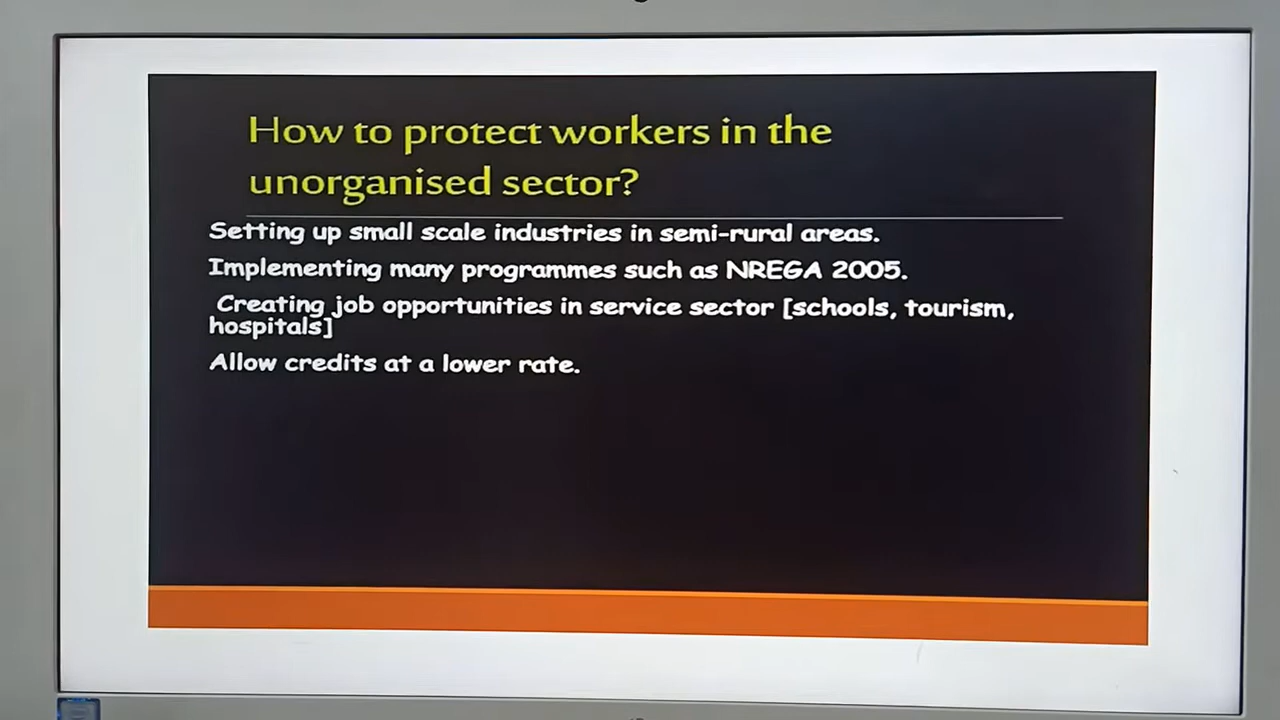 How to protect workers in the
unorganised sector?
Setting up small scale industries in semi-rural areas.
Implementing many programmes such as NREGA 2005.
Creating job opportunities in service sector [schools, tourism,
hospitals]
Allow credits at a lower rate.